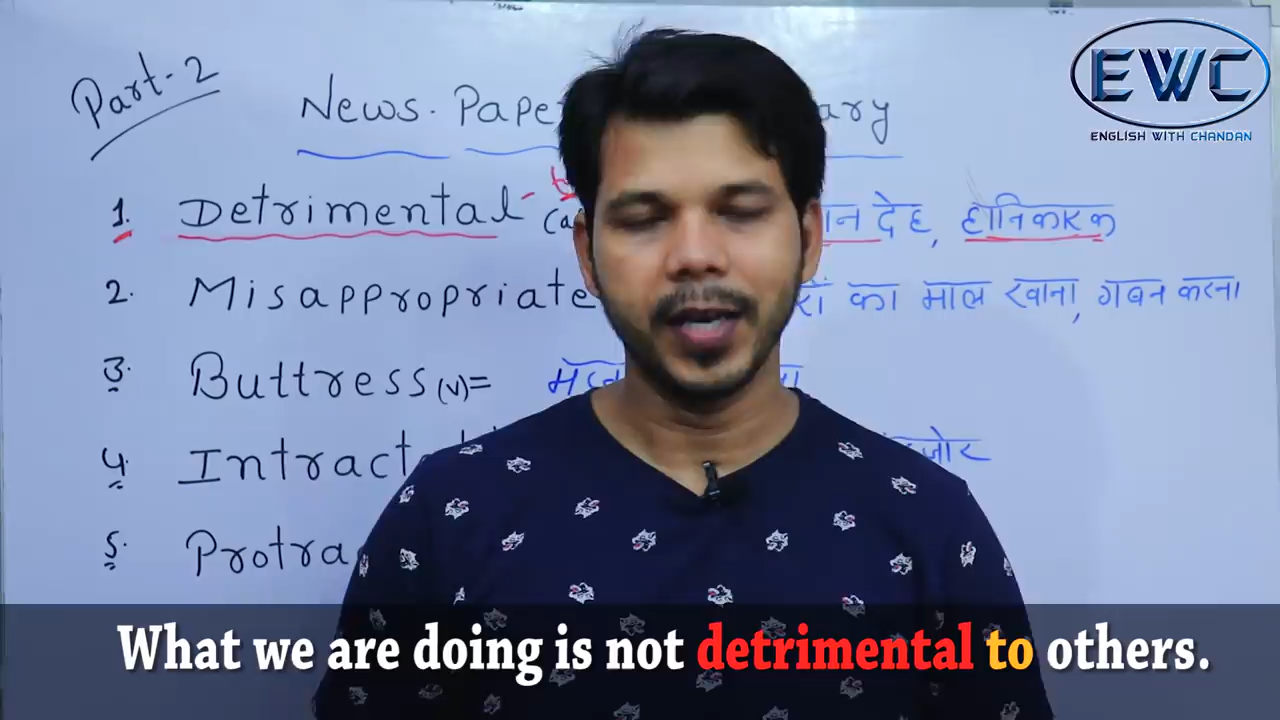 Part-2
News. Pape ary
EWC
ENGLISH WITH CHANDAN
1. Detrimental - देह, हानिकारक
2. Misappropriate का माल खाना, गबन करना
3. Buttress (v)=
4. Intract जोर
5. Protra
What we are doing is not detrimental to others.